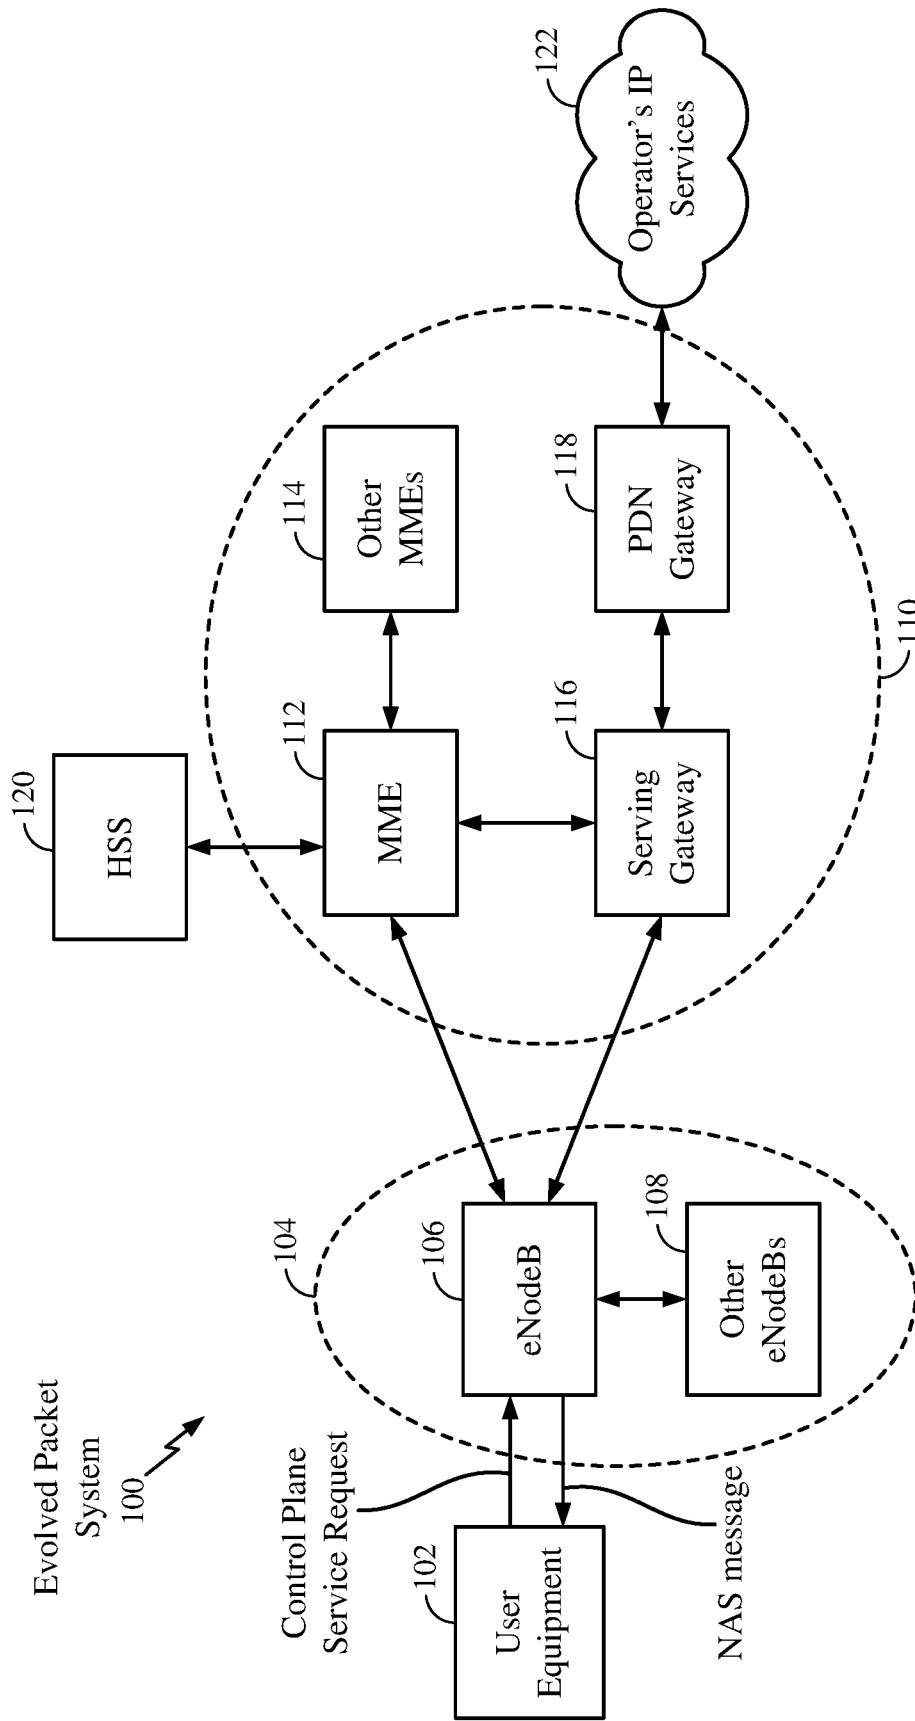 Evolved Packet
System
100
Control Plane
Service Request
102
User
Equipment
NAS message
104
106
eNodeB
108
Other
eNodeBs
120
HSS
112
MME
114
Other
MMEs
116
Serving
Gateway
118
PDN
Gateway
110
122
Operator's IP
Services